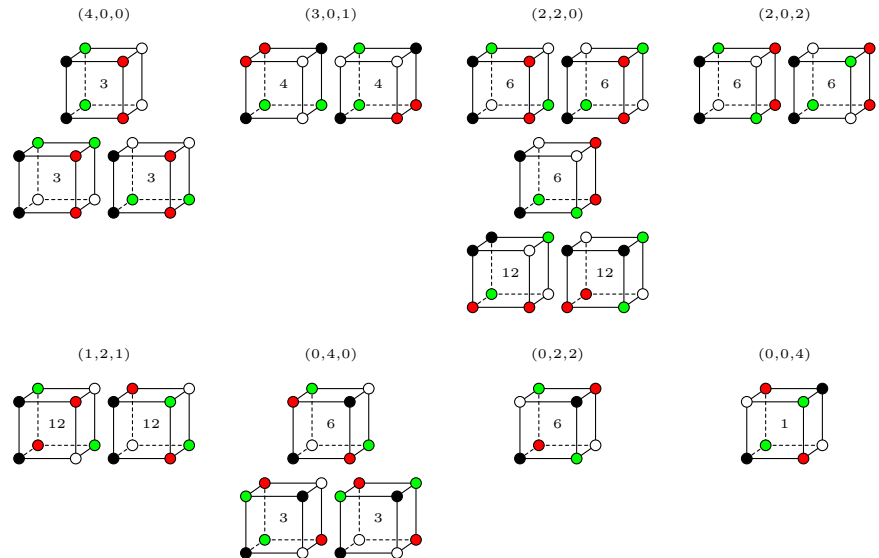 (4,0,0) (3,0,1) (2,2,0) (2,0,2)
3 4 4 6 6 6 6
3 3 6
12 12
(1,2,1) (0,4,0) (0,2,2) (0,0,4)
12 12 6 6 1
3 3